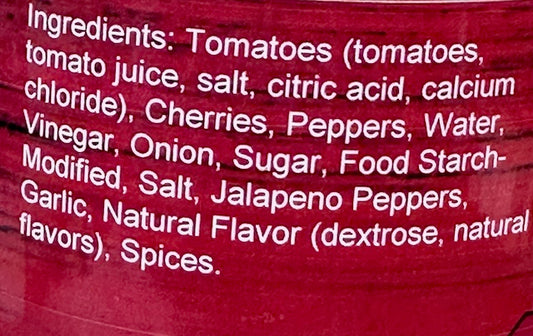 Ingredients: Tomatoes (tomatoes,
tomato juice, salt, citric acid, calcium
chloride), Cherries, Peppers, Water,
Vinegar, Onion, Sugar, Food Starch-
Modified, Salt, Jalapeno Peppers,
Garlic, Natural Flavor (dextrose, natural
flavors), Spices.